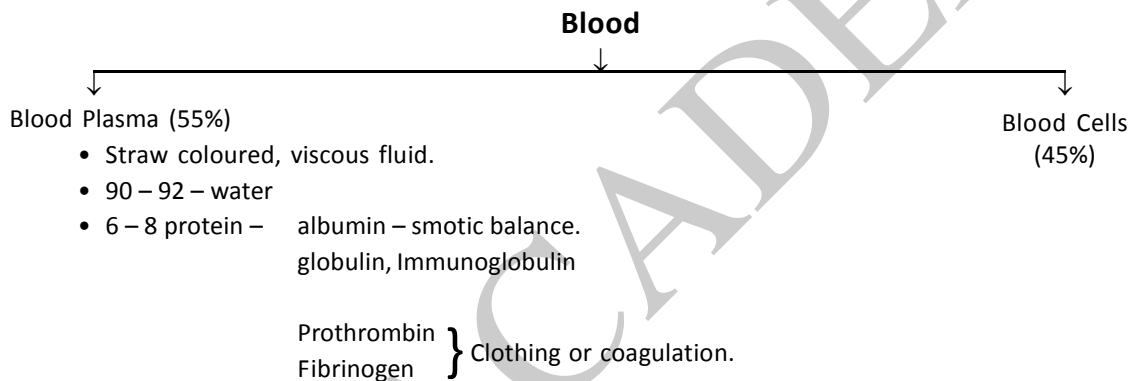 Blood
Blood Plasma (55%)
• Straw coloured, viscous fluid.
• 90 – 92 – water
• 6 – 8 protein – albumin – smotic balance.
globulin, Immunoglobulin
Prothrombin
Fibrinogen } Clothing or coagulation.
Blood Cells
(45%)